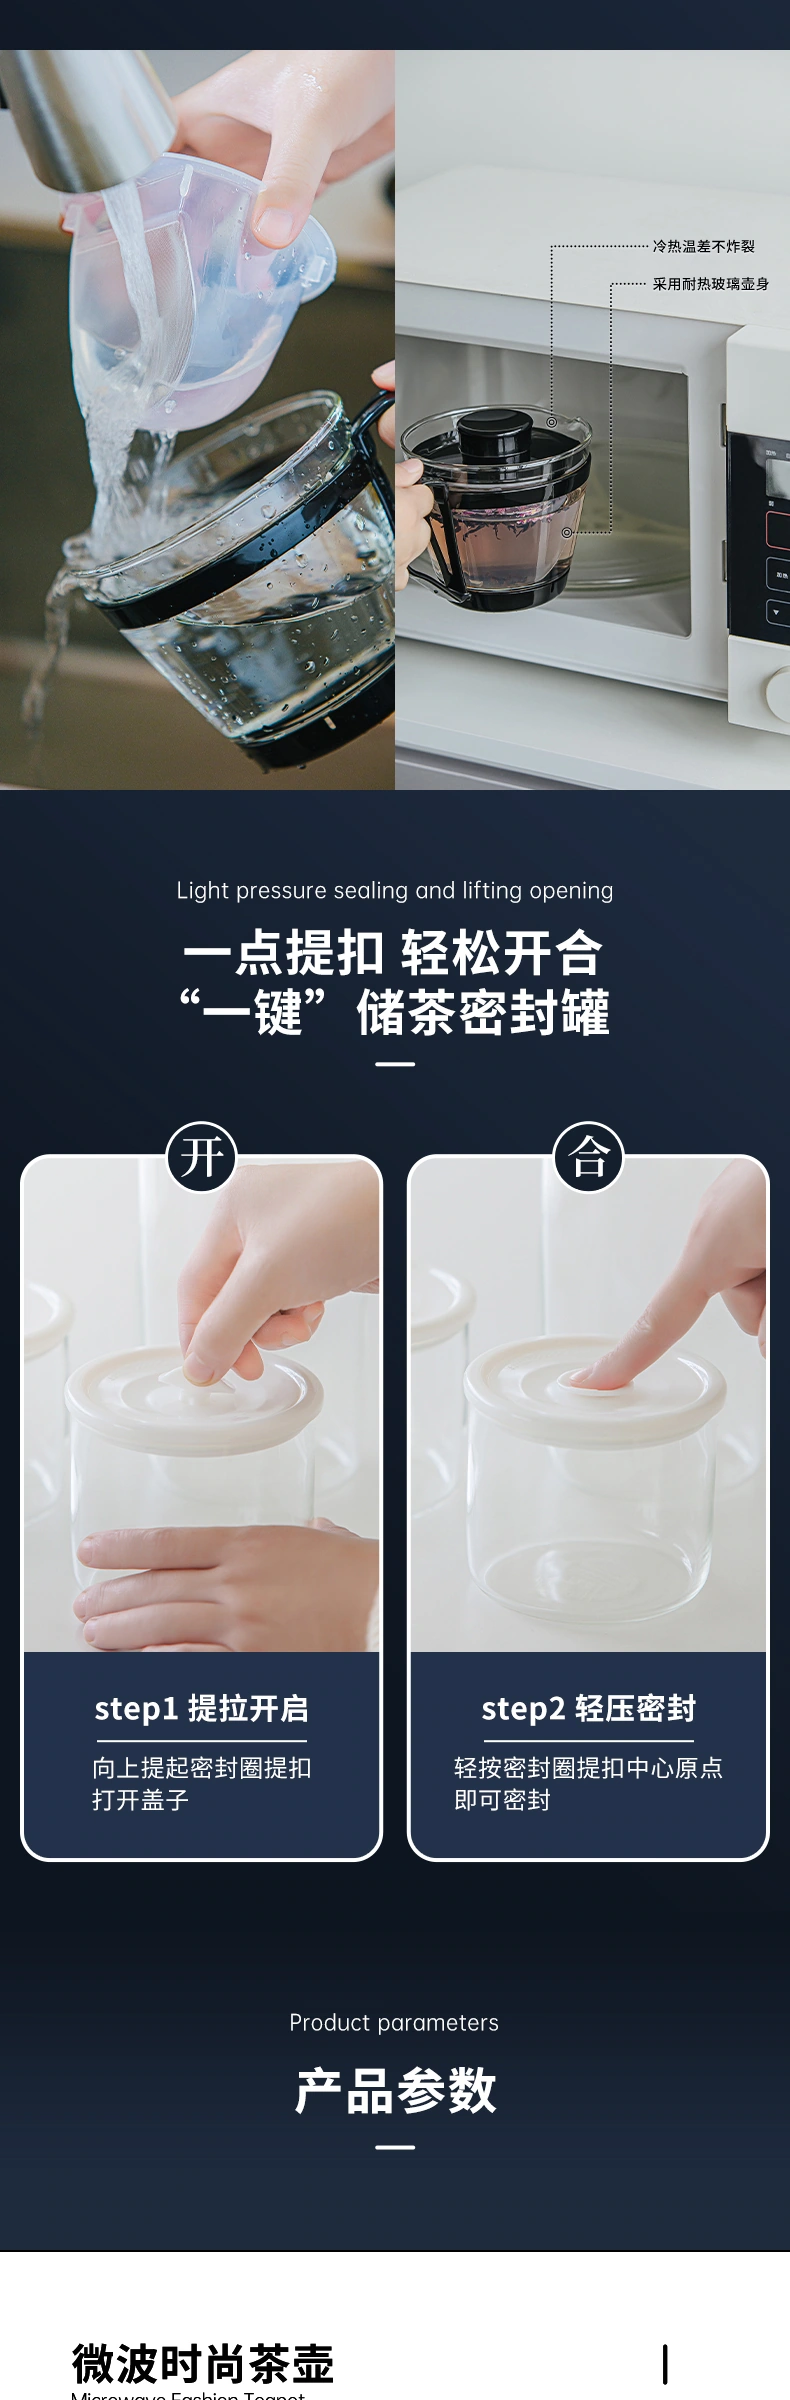 冷热温差不炸裂
采用耐热玻璃壶身
Light pressure sealing and lifting opening
一点提扣 轻松开合
“一键”储茶密封罐
开
合
step1 提拉开启
向上提起密封圈提扣
打开盖子
step2 轻压密封
轻按密封圈提扣中心原点
即可密封
Product parameters
产品参数
微波时尚茶壶
Microwave Fashion Teapot